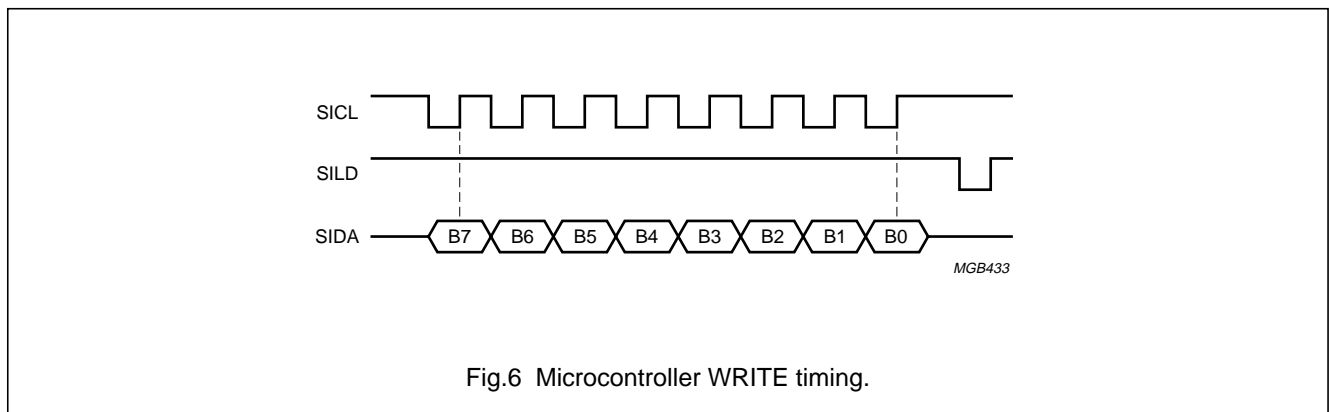 SICL
SILD
SIDA B7 B6 B5 B4 B3 B2 B1 B0
MGB433
Fig.6 Microcontroller WRITE timing.